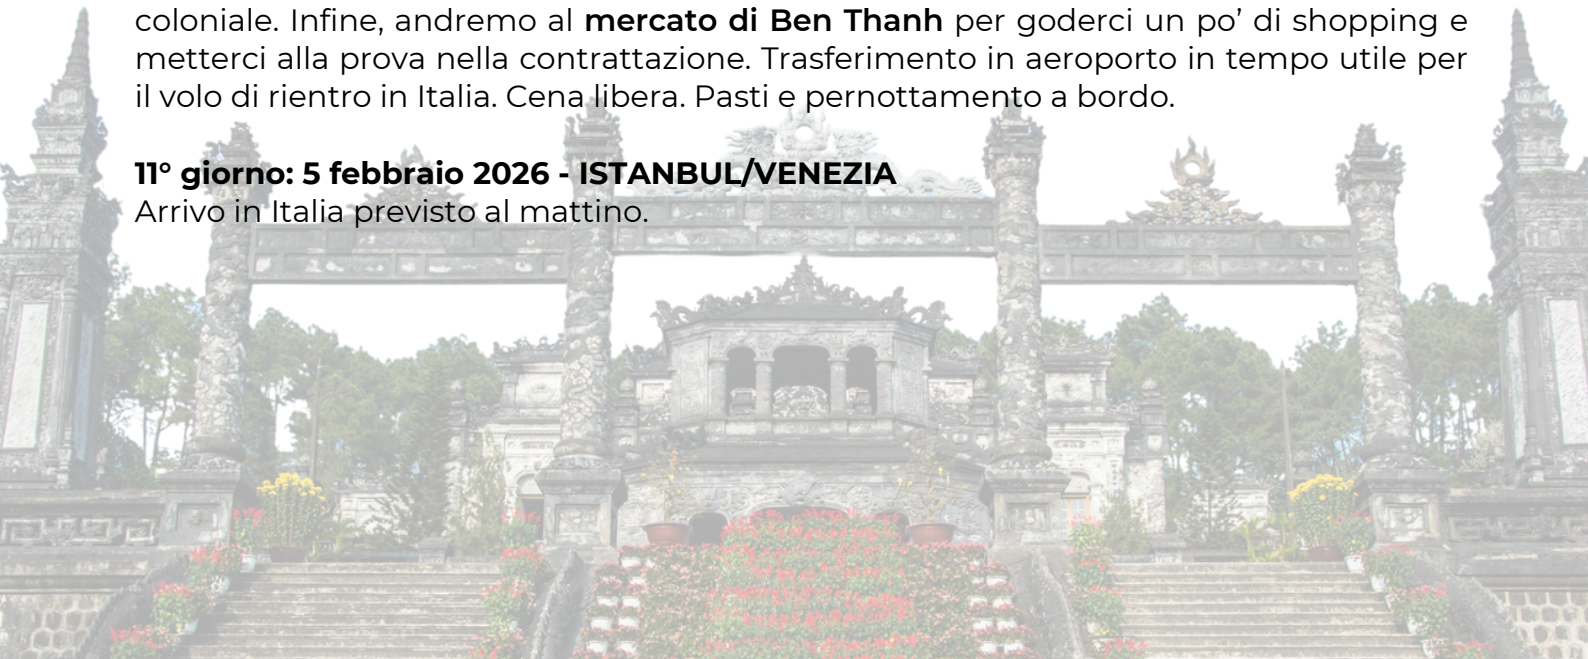 coloniale. Infine, andremo al mercato di Ben Thanh per goderci un po’ di shopping e
metterci alla prova nella contrattazione. Trasferimento in aeroporto in tempo utile per
il volo di rientro in Italia. Cena libera. Pasti e pernottamento a bordo.
11° giorno: 5 febbraio 2026 - ISTANBUL/VENEZIA
Arrivo in Italia previsto al mattino.